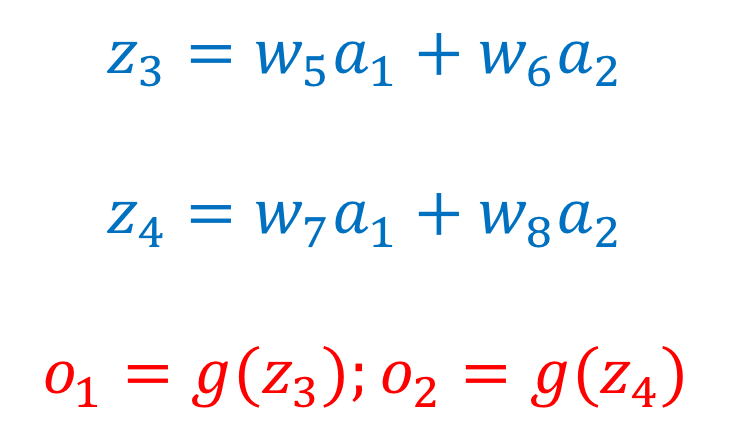 z₃ = w₅a₁ + w₆a₂
z₄ = w₇a₁ + w₈a₂
o₁ = g(z₃); o₂ = g(z₄)